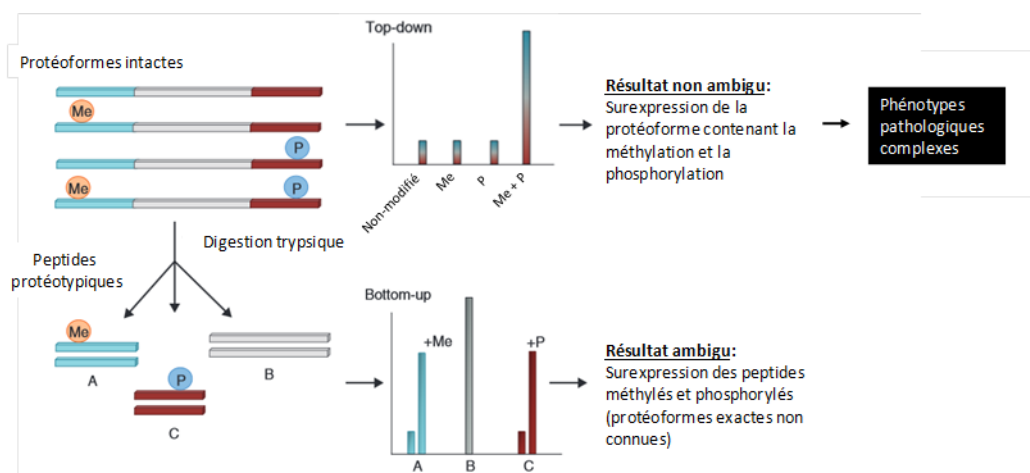 Top-down
Protéoformes intactes
Me
P
Me
P
Non-modifié
Me
P
Me + P
Résultat non ambigu:
Surexpression de la
protéoforme contenant la
méthylation et la
phosphorylation
Phénotypes
pathologiques
complexes
Digestion trypsique
Peptides
protéotypiques
Me
A
B
P
C
Bottom-up
+Me
+P
A
B
C
Résultat ambigu:
Surexpression des peptides
méthylés et phosphorylés
(protéoformes exactes non
connues)